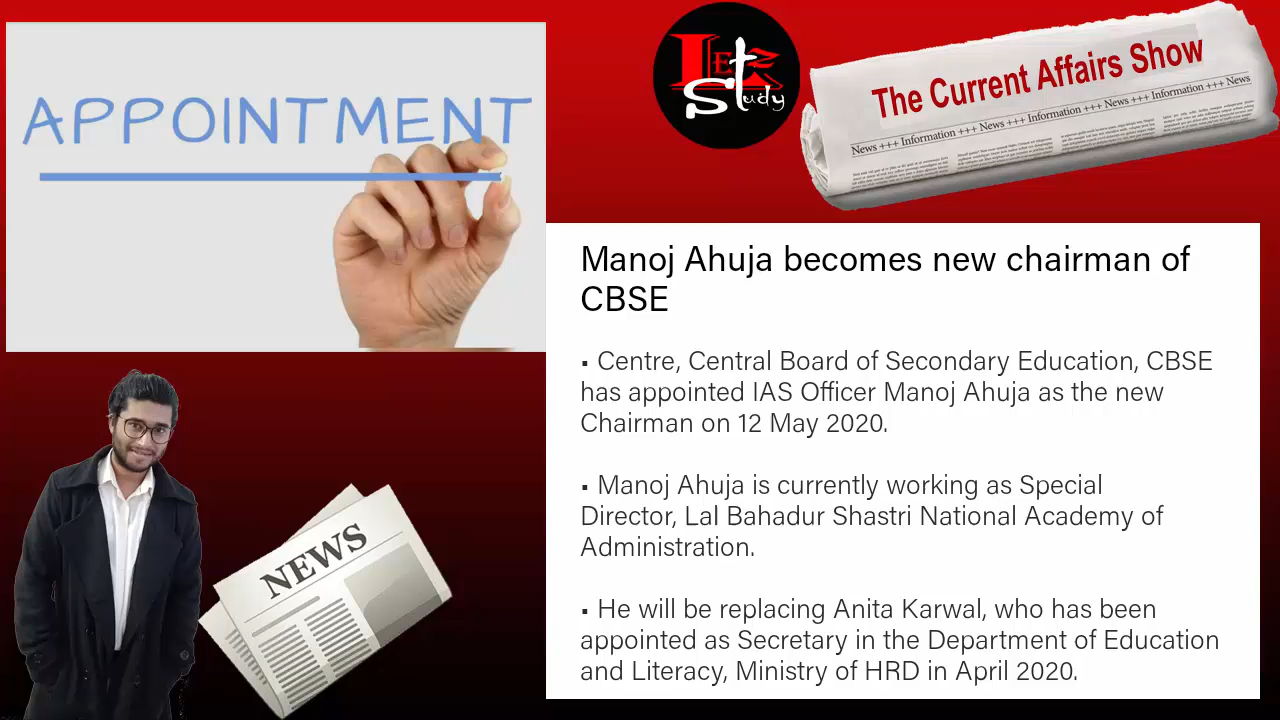 APPOINTMENT
LET'S
Study
The Current Affairs Show
News +++ Information +++ News +++ Information +++ News
Manoj Ahuja becomes new chairman of
CBSE
▪ Centre, Central Board of Secondary Education, CBSE
has appointed IAS Officer Manoj Ahuja as the new
Chairman on 12 May 2020.
▪ Manoj Ahuja is currently working as Special
Director, Lal Bahadur Shastri National Academy of
Administration.
▪ He will be replacing Anita Karwal, who has been
appointed as Secretary in the Department of Education
and Literacy, Ministry of HRD in April 2020.
NEWS